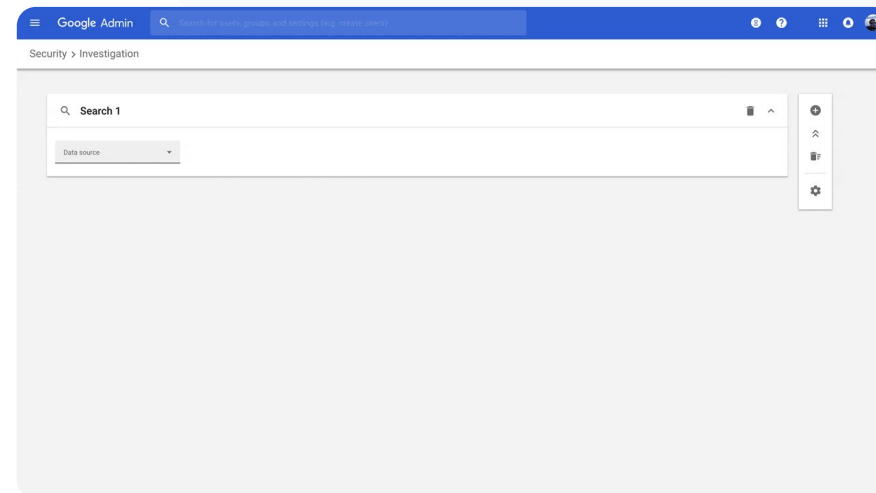 Google Admin
Search for users, groups, and settings (e.g. create users)
Security > Investigation
Search 1
Data source